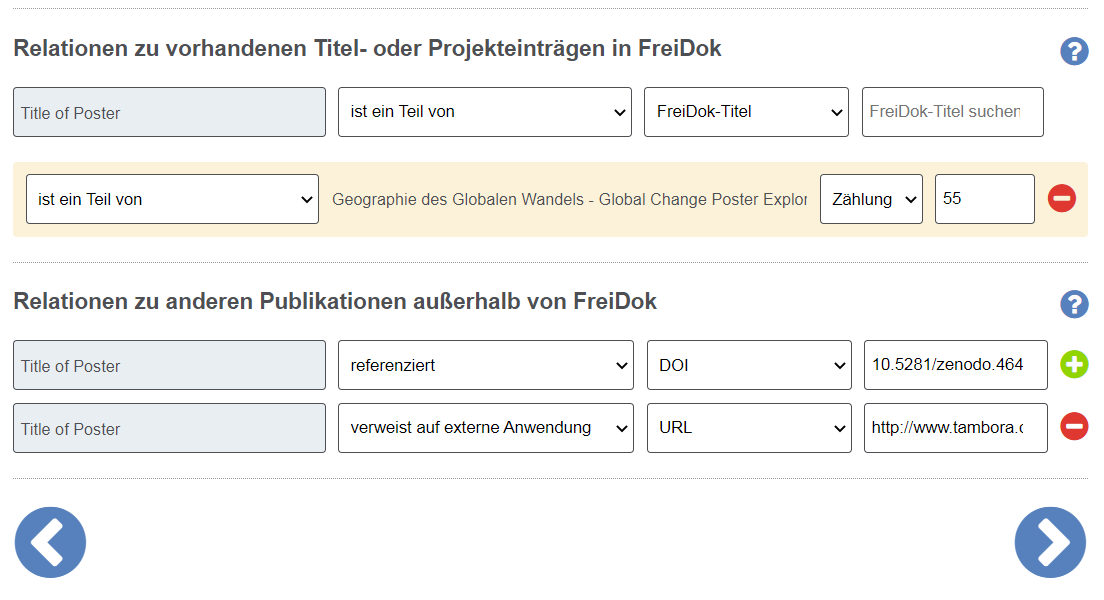 Relationen zu vorhandenen Titel- oder Projekteinträgen in FreiDok
?
Title of Poster ist ein Teil von FreiDok-Titel FreiDok-Titel suchen
ist ein Teil von Geographie des Globalen Wandels - Global Change Poster Explor Zählung 55
Relationen zu anderen Publikationen außerhalb von FreiDok
?
Title of Poster referenziert DOI 10.5281/zenodo.464
Title of Poster verweist auf externe Anwendung URL http://www.tambora.